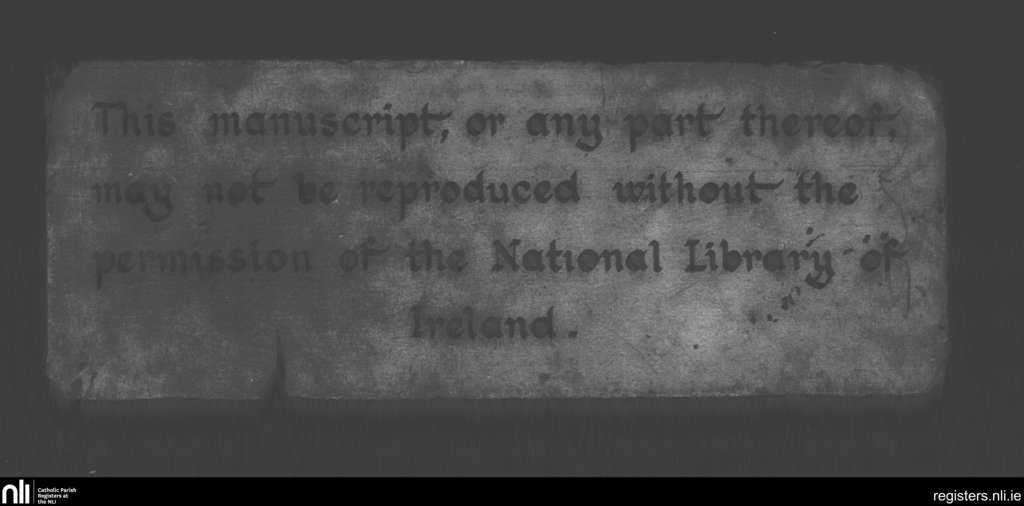 This manuscript, or any part thereof,
may not be reproduced without the
permission of the National Library of
Ireland.
nli
Catholic Parish
Registers at
the NLI
registers.nli.ie